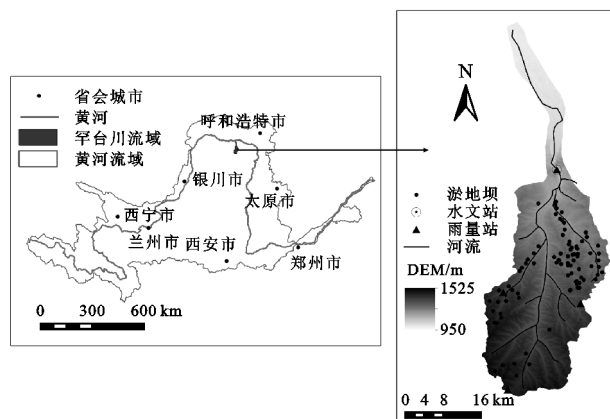 省会城市
黄河
罕台川流域
黄河流域
呼和浩特市
银川市
太原市
西宁市
兰州市
西安市
郑州市
0 300 600 km
N
淤地坝
水文站
雨量站
河流
DEM/m
1525
950
0 4 8 16 km